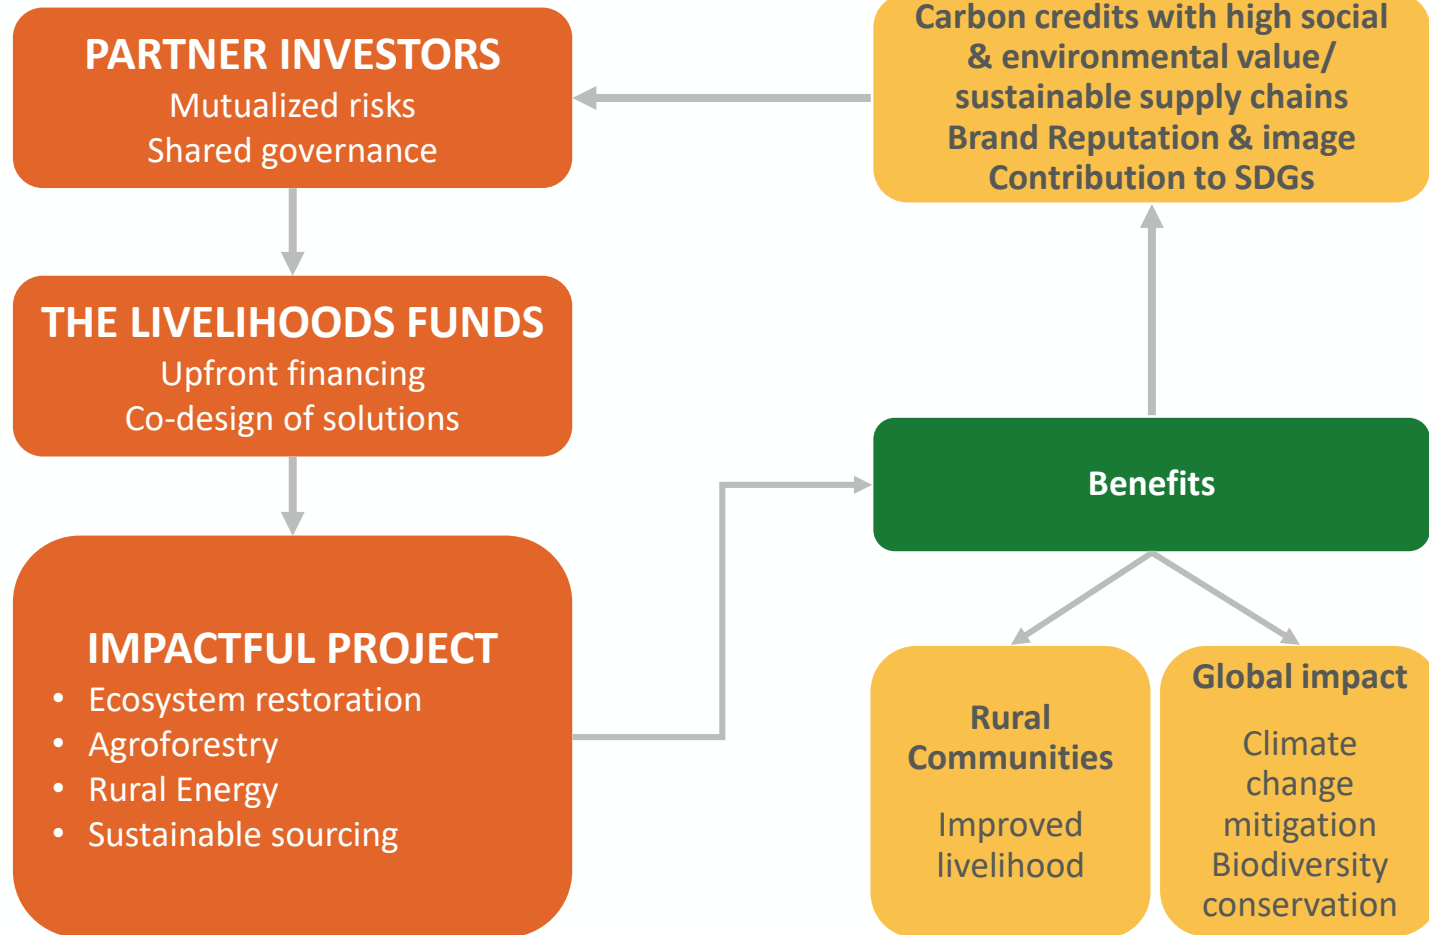 PARTNER INVESTORS
Mutualized risks
Shared governance
Carbon credits with high social
& environmental value/
sustainable supply chains
Brand Reputation & image
Contribution to SDGs
THE LIVELIHOODS FUNDS
Upfront financing
Co-design of solutions
Benefits
IMPACTFUL PROJECT
• Ecosystem restoration
• Agroforestry
• Rural Energy
• Sustainable sourcing
Rural
Communities
Improved
livelihood
Global impact
Climate
change
mitigation
Biodiversity
conservation